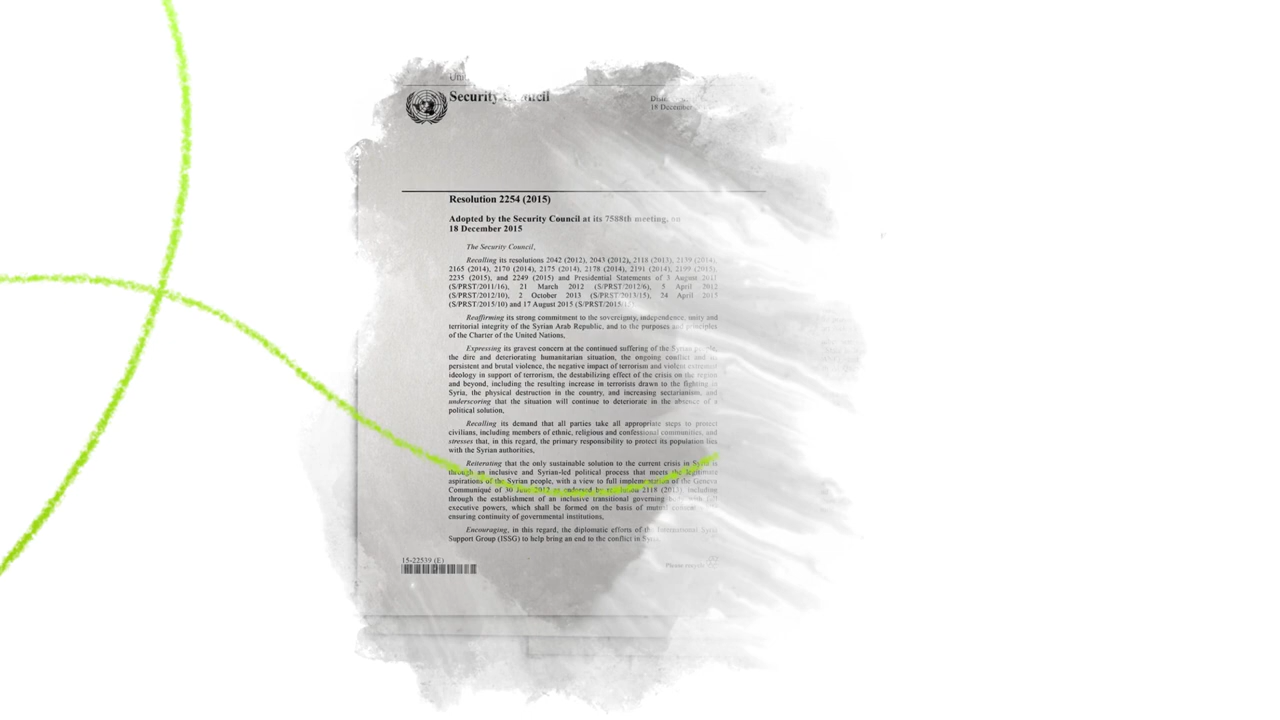 Security
18 December
Resolution 2254 (2015)
Adopted by the Security Council at its 7588th meeting, on
18 December 2015
The Security Council,
Recalling its resolutions 2042 (2012), 2043 (2012), 2118 (2013), 2139 (2014),
2165 (2014), 2170 (2014), 2175 (2014), 2178 (2014), 2191 (2014), 2199 (2015),
2235 (2015), and 2249 (2015) and Presidential Statements of 3 August 2011
(S/PRST/2011/16), 21 March 2012 (S/PRST/2012/6), 5 April 2012
(S/PRST/2012/10), 2 October 2013 (S/PRST/2013/15), 24 April 2013
(S/PRST/2015/10) and 17 August 2015
Reaffirming its strong commitment to the sovereignty, independence, unity and
territorial integrity of the Syrian Arab Republic, and to the purposes and principles
of the Charter of the United Nations,
Expressing its gravest concern at the continued suffering of the Syrian people,
the dire and deteriorating humanitarian situation, the ongoing conflict and its
persistent and brutal violence, the negative impact of terrorism and violent extremist
ideology in support of terrorism, the destabilizing effect of the crisis on the region
and beyond, including the resulting increase in terrorists drawn to the fighting in
Syria, the physical destruction in the country, and increasing sectarianism, and
underscoring that the situation will continue to deteriorate in the absence of a
political solution,
Recalling its demand that all parties take all appropriate steps to protect
civilians, including members of ethnic, religious and confessional communities, and
stresses that, in this regard, the primary responsibility to protect its population lies
with the Syrian authorities,
Reiterating that the only sustainable solution to the current crisis in Syria is
through an inclusive and Syrian-led political process that meets the legitimate
aspirations of the Syrian people, with a view to full implementation of the Geneva
Communiqué of 30 June 2012 as endorsed by resolution 2118 (2013), including
through the establishment of an inclusive transitional governing body with full
executive powers, which shall be formed on the basis of mutual
ensuring continuity of governmental institutions,
Encouraging, in this regard, the diplomatic efforts of the International Syria
Support Group (ISSG) to help bring an end to the conflict in
15-22539 (E)
Please recycle